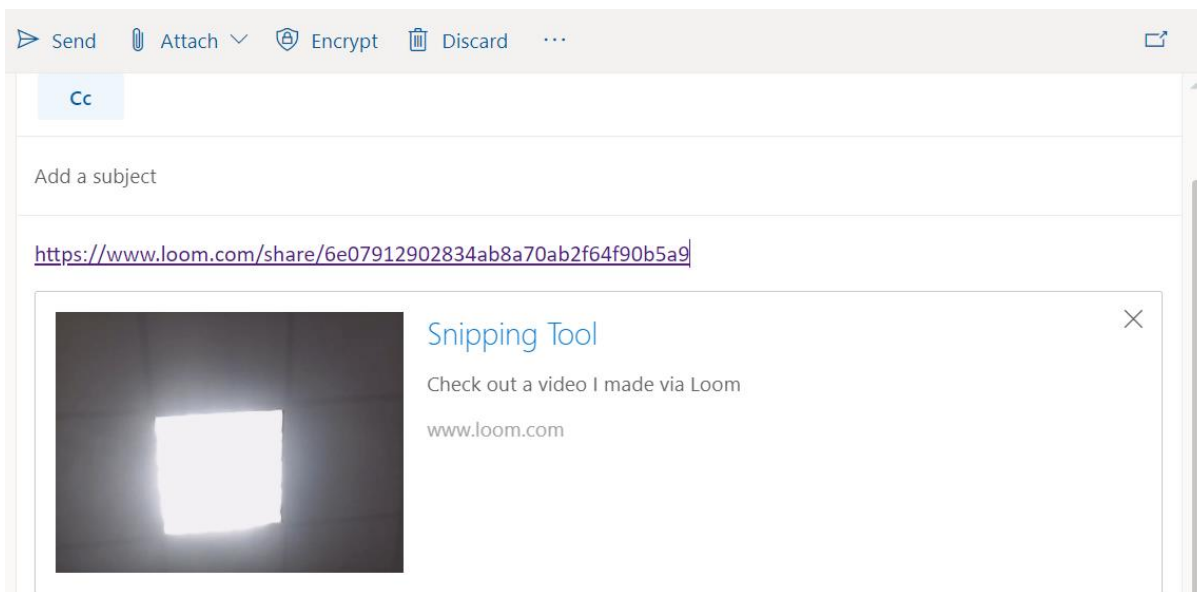 Send Attach Encrypt Discard ...
Cc
Add a subject
https://www.loom.com/share/6e07912902834ab8a70ab2f64f90b5a9
Snipping Tool
Check out a video I made via Loom
www.loom.com